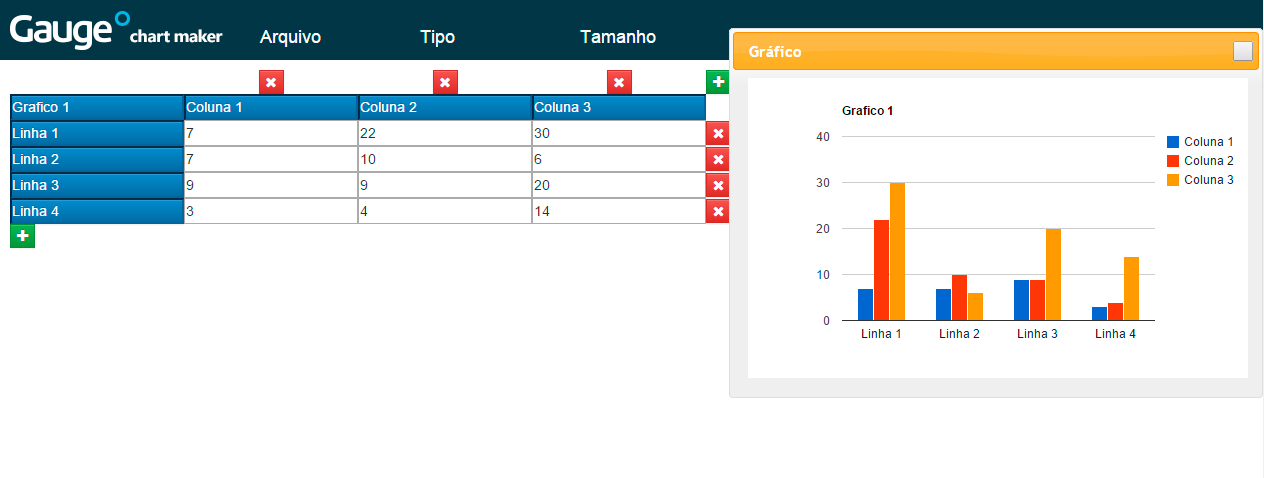 Gauge chart maker
Arquivo Tipo Tamanho
Grafico 1 Coluna 1 Coluna 2 Coluna 3
Linha 1 7 22 30
Linha 2 7 10 6
Linha 3 9 9 20
Linha 4 3 4 14
Gráfico
Grafico 1
40
30
20
10
0
Linha 1 Linha 2 Linha 3 Linha 4
Coluna 1
Coluna 2
Coluna 3